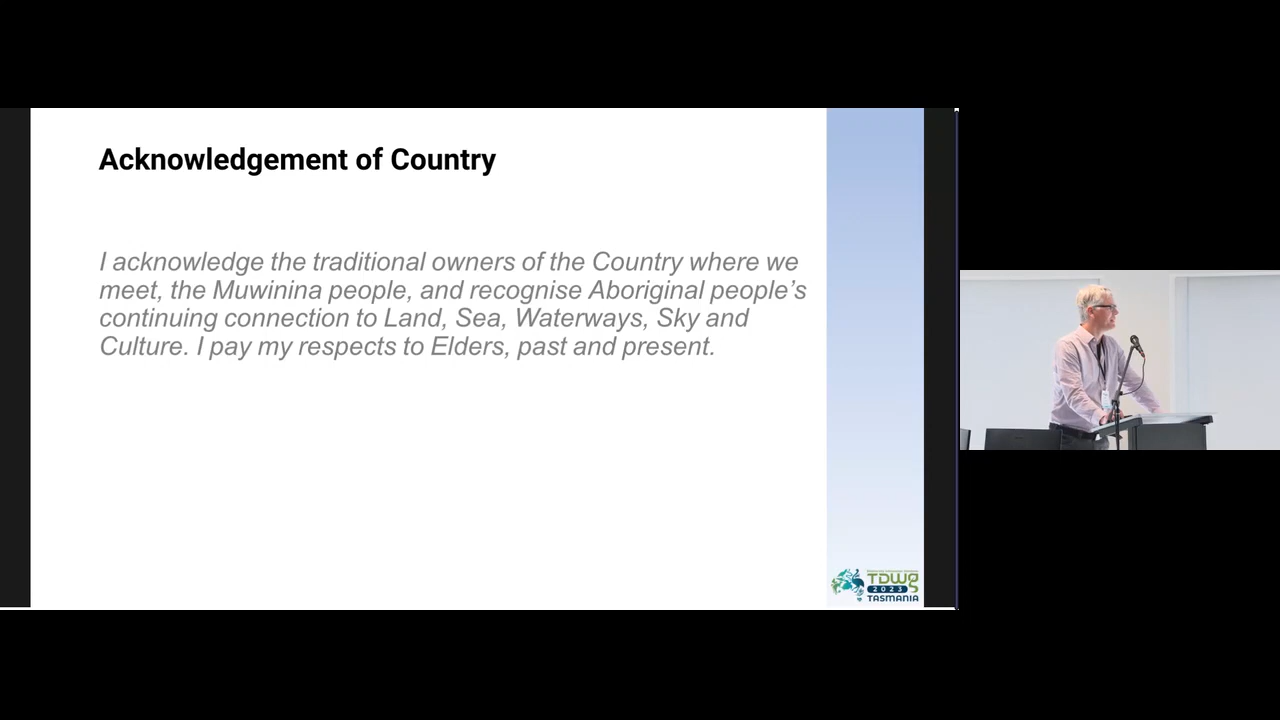 Acknowledgement of Country
I acknowledge the traditional owners of the Country where we
meet, the Muwinina people, and recognise Aboriginal people’s
continuing connection to Land, Sea, Waterways, Sky and
Culture. I pay my respects to Elders, past and present.
TDWG
2023
TASMANIA